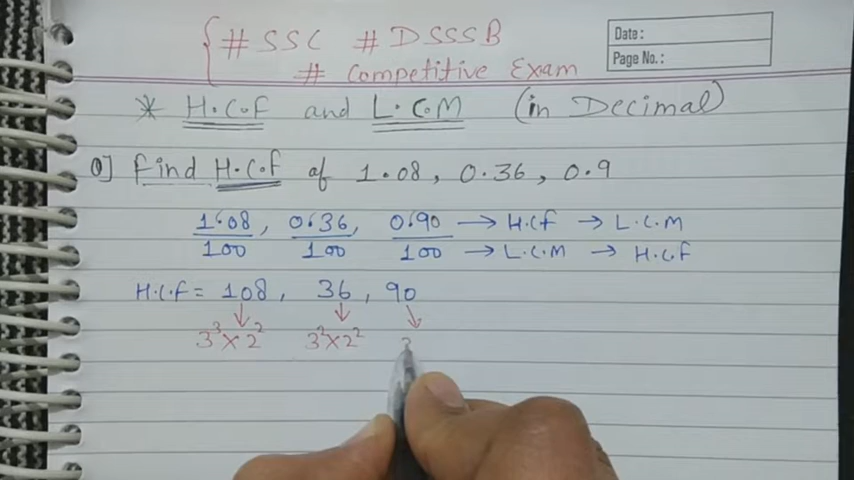 # SSC # DSSSB
# Competitive Exam
Date:
Page No.:
* H.C.F and L.C.M (in Decimal)
Q] Find H.C.F of 1.08, 0.36, 0.9
1.08/100, 0.36/100, 0.90/100 → H.C.F → L.C.M
→ L.C.M → H.C.F
H.C.F = 108, 36, 90
3³×2² 3²×2²